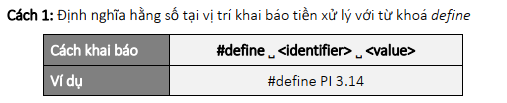 Cách 1: Định nghĩa hằng số tại vị trí khai báo tiền xử lý với từ khoá define
Cách khai báo #define ␣ <identifier> ␣ <value>
Ví dụ #define PI 3.14